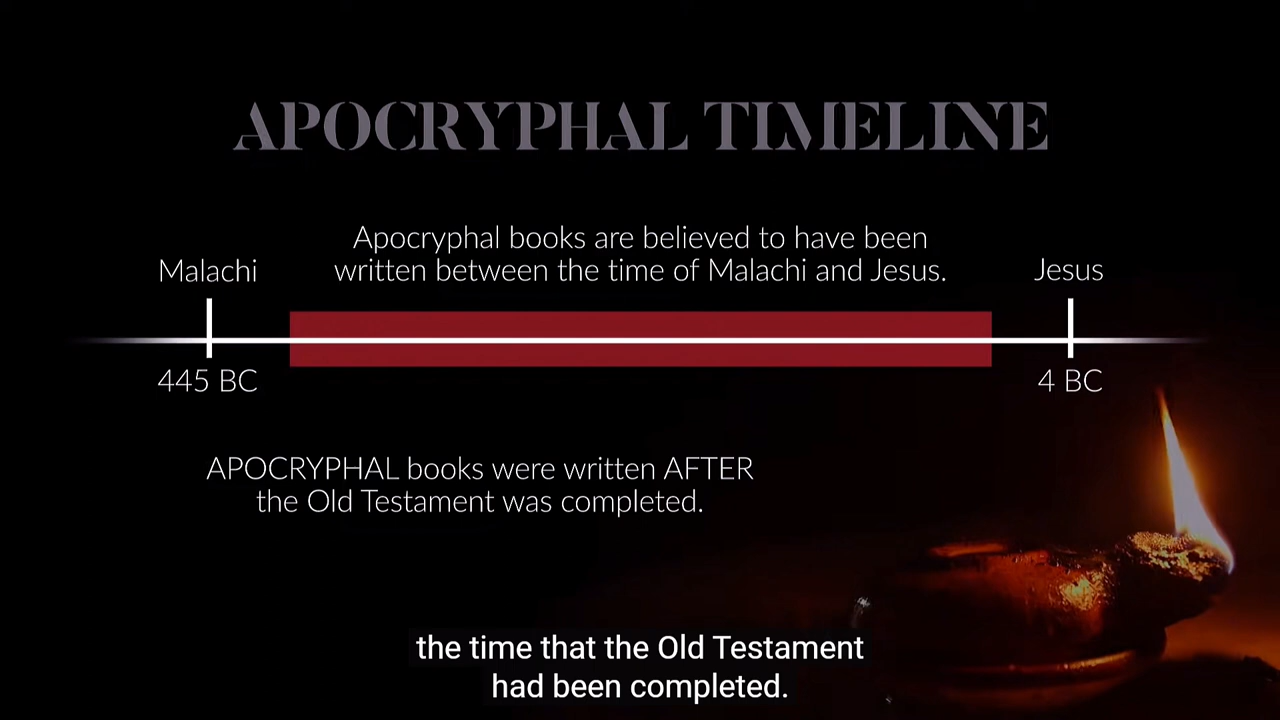 APOCRYPHAL TIMELINE
Apocryphal books are believed to have been
written between the time of Malachi and Jesus.
Malachi
Jesus
445 BC
4 BC
APOCRYPHAL books were written AFTER
the Old Testament was completed.
the time that the Old Testament
had been completed.